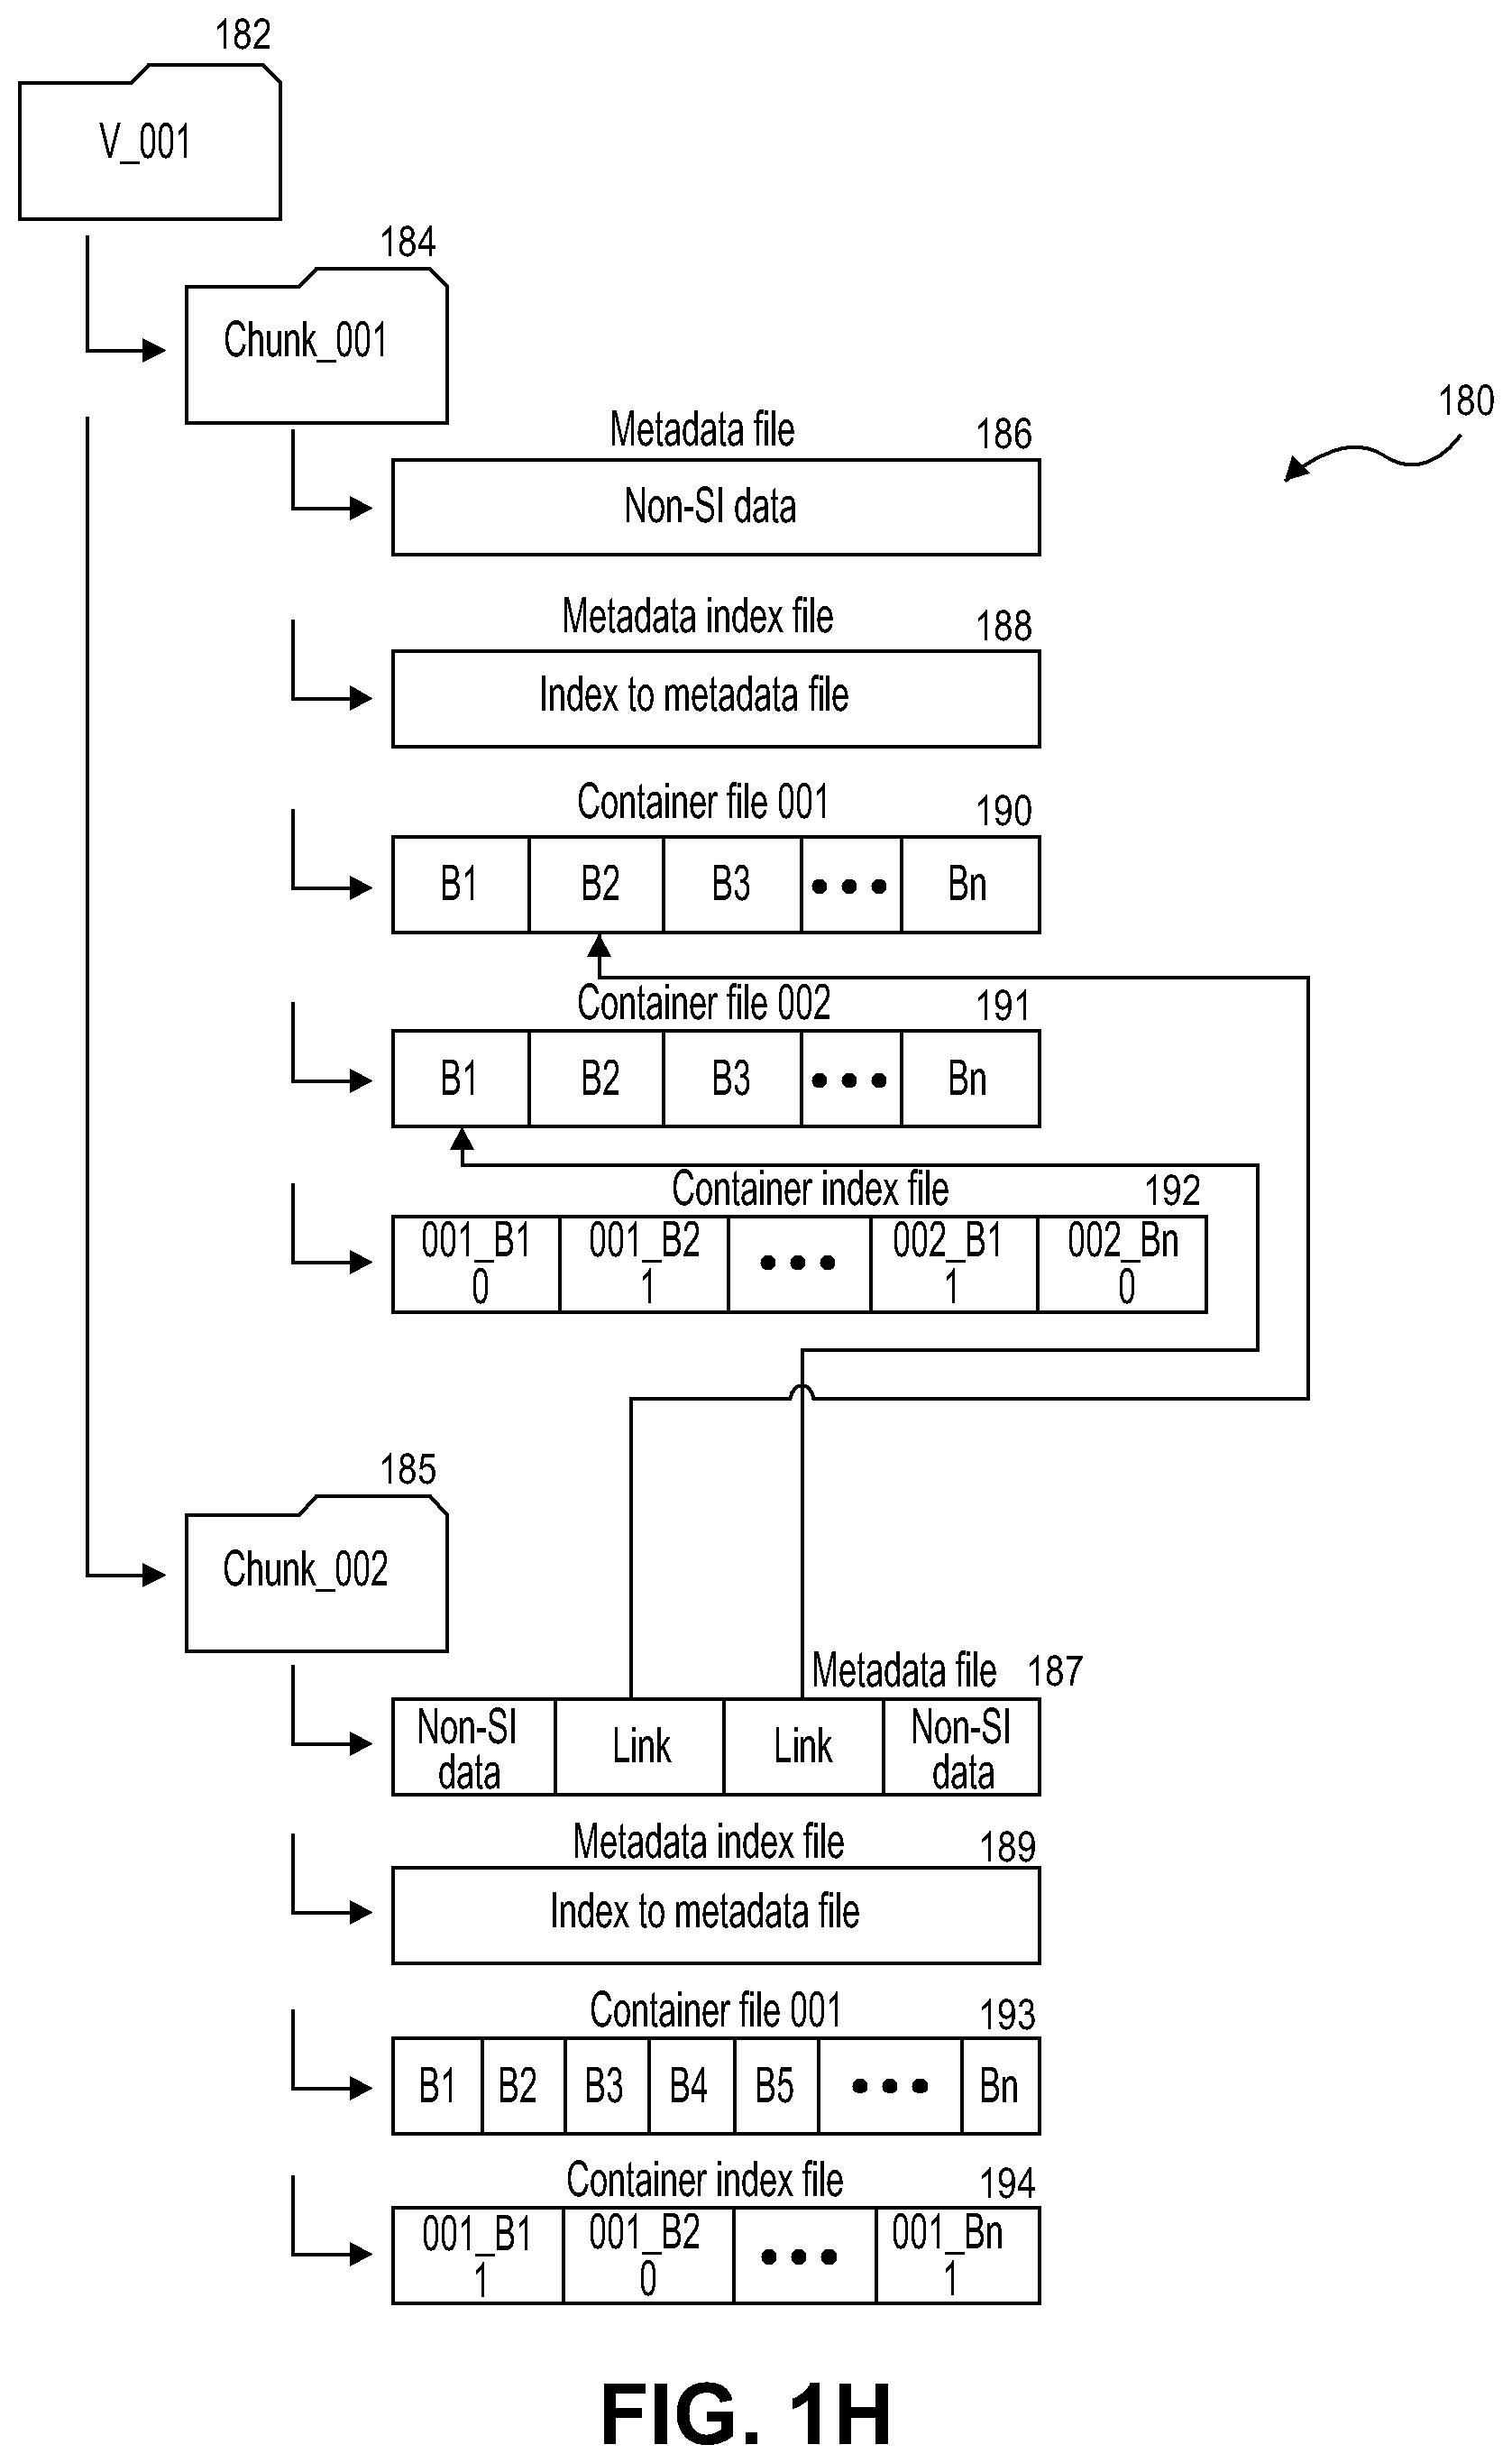 182
V_001
184
Chunk_001
180
Metadata file 186
Non-SI data
Metadata index file 188
Index to metadata file
Container file 001 190
B1 B2 B3 ••• Bn
Container file 002 191
B1 B2 B3 ••• Bn
Container index file 192
001_B1 001_B2 ••• 002_B1 002_Bn
0 1 1 0
185
Chunk_002
Metadata file 187
Non-SI Link Link Non-SI
data data
Metadata index file 189
Index to metadata file
Container file 001 193
B1 B2 B3 B4 B5 ••• Bn
Container index file 194
001_B1 001_B2 ••• 001_Bn
1 0 1
FIG. 1H